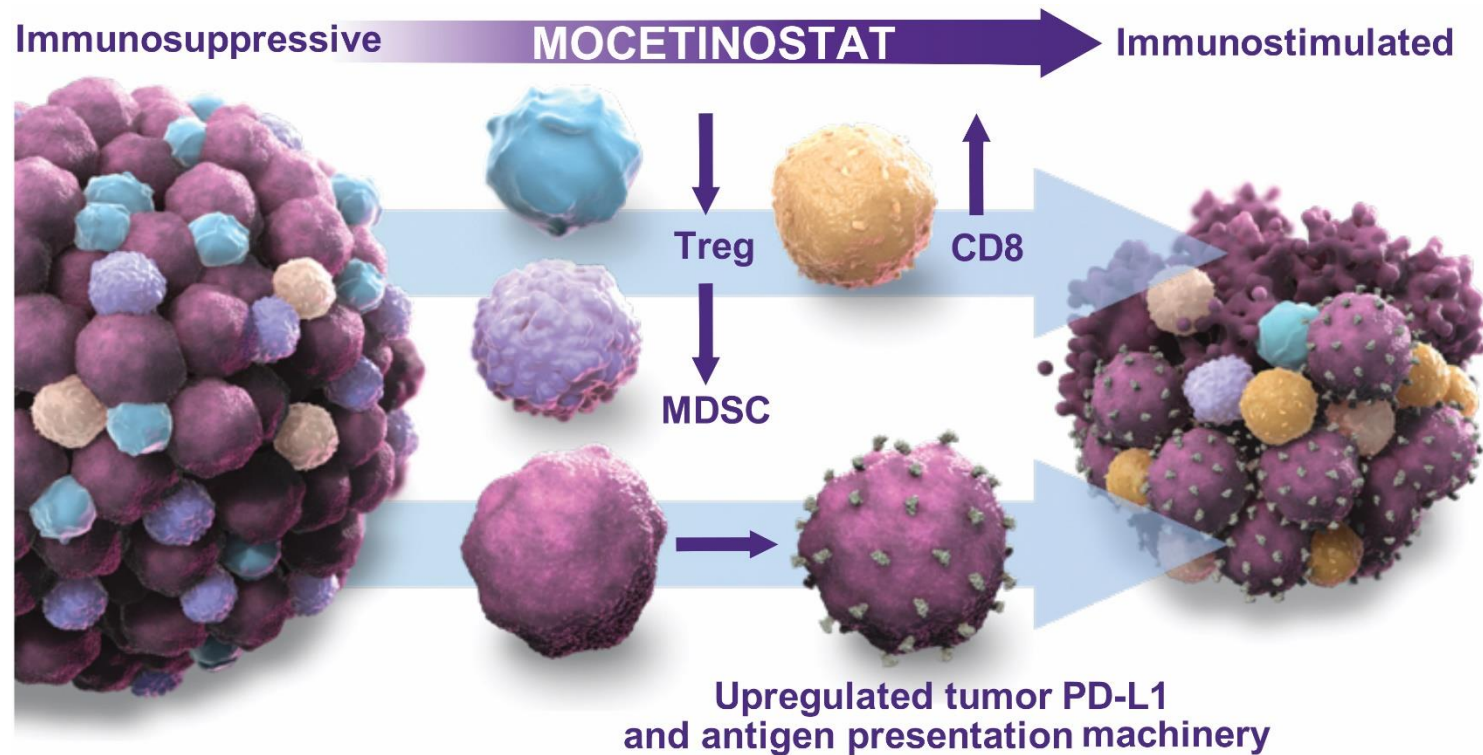 Immunosuppressive
MOCETINOSTAT
Immunostimulated
Treg
CD8
MDSC
Upregulated tumor PD-L1
and antigen presentation machinery